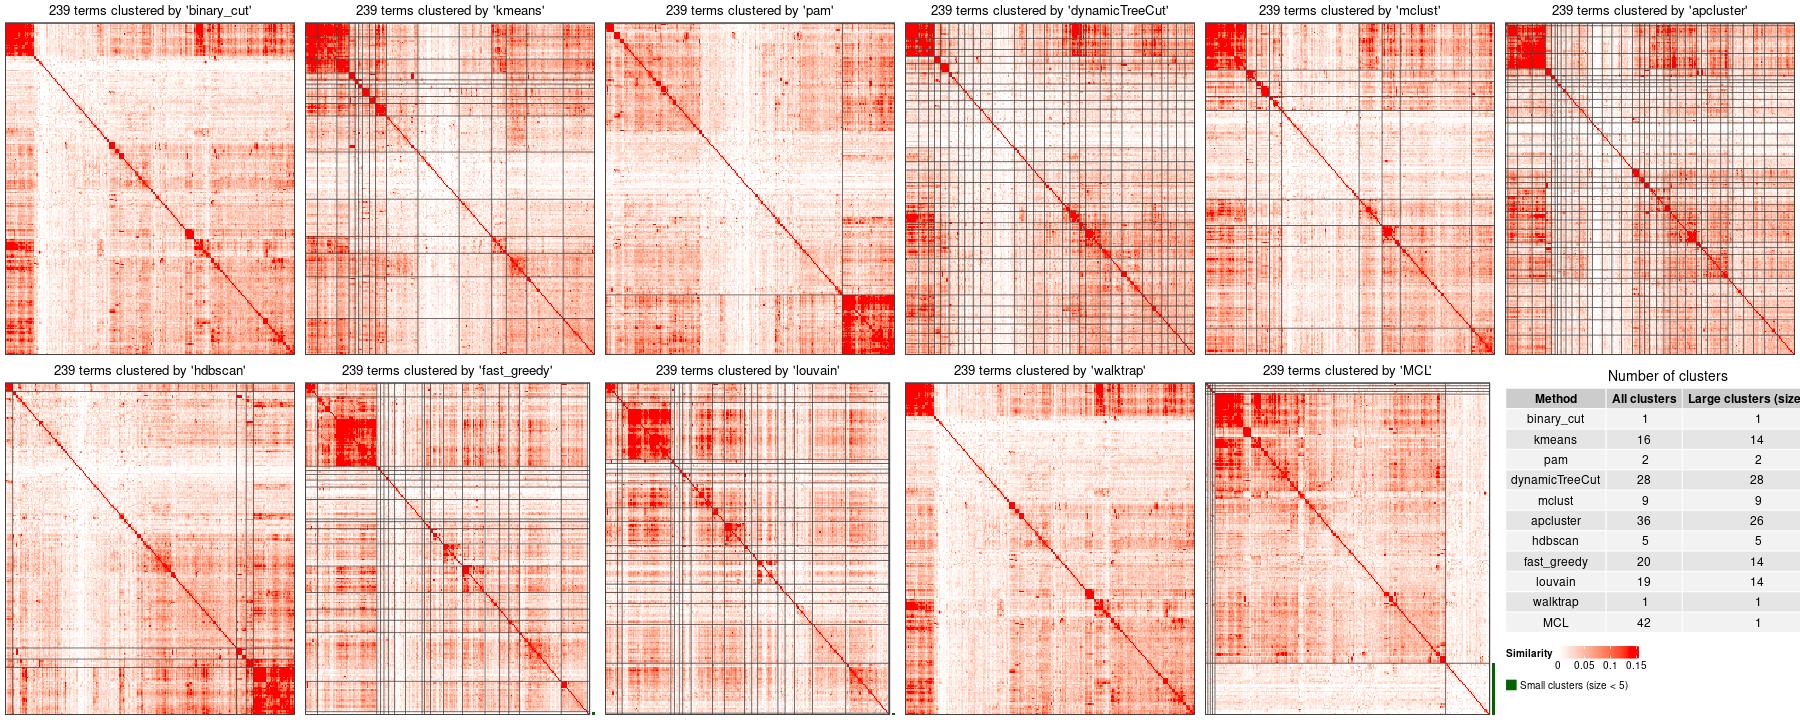 239 terms clustered by 'binary_cut'
239 terms clustered by 'kmeans'
239 terms clustered by 'pam'
239 terms clustered by 'dynamicTreeCut'
239 terms clustered by 'mclust'
239 terms clustered by 'apcluster'
239 terms clustered by 'hdbscan'
239 terms clustered by 'fast_greedy'
239 terms clustered by 'louvain'
239 terms clustered by 'walktrap'
239 terms clustered by 'MCL'
Number of clusters
Method All clusters Large clusters (size
binary_cut 1 1
kmeans 16 14
pam 2 2
dynamicTreeCut 28 28
mclust 9 9
apcluster 36 26
hdbscan 5 5
fast_greedy 20 14
louvain 19 14
walktrap 1 1
MCL 42 1
Similarity
0 0.05 0.1 0.15
Small clusters (size < 5)